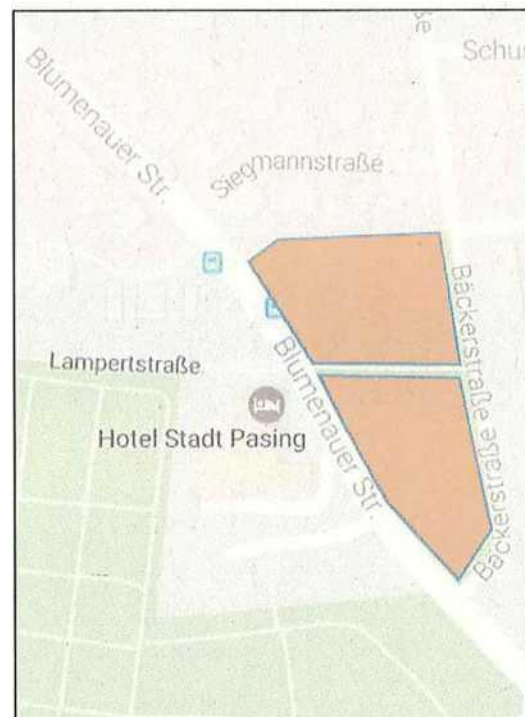 Schu
Blumenauer Str.
Siegmannstraße
Bäckerstraße
Lampertstraße
Blumenauer Str.
Hotel Stadt Pasing
Bäckerstraße